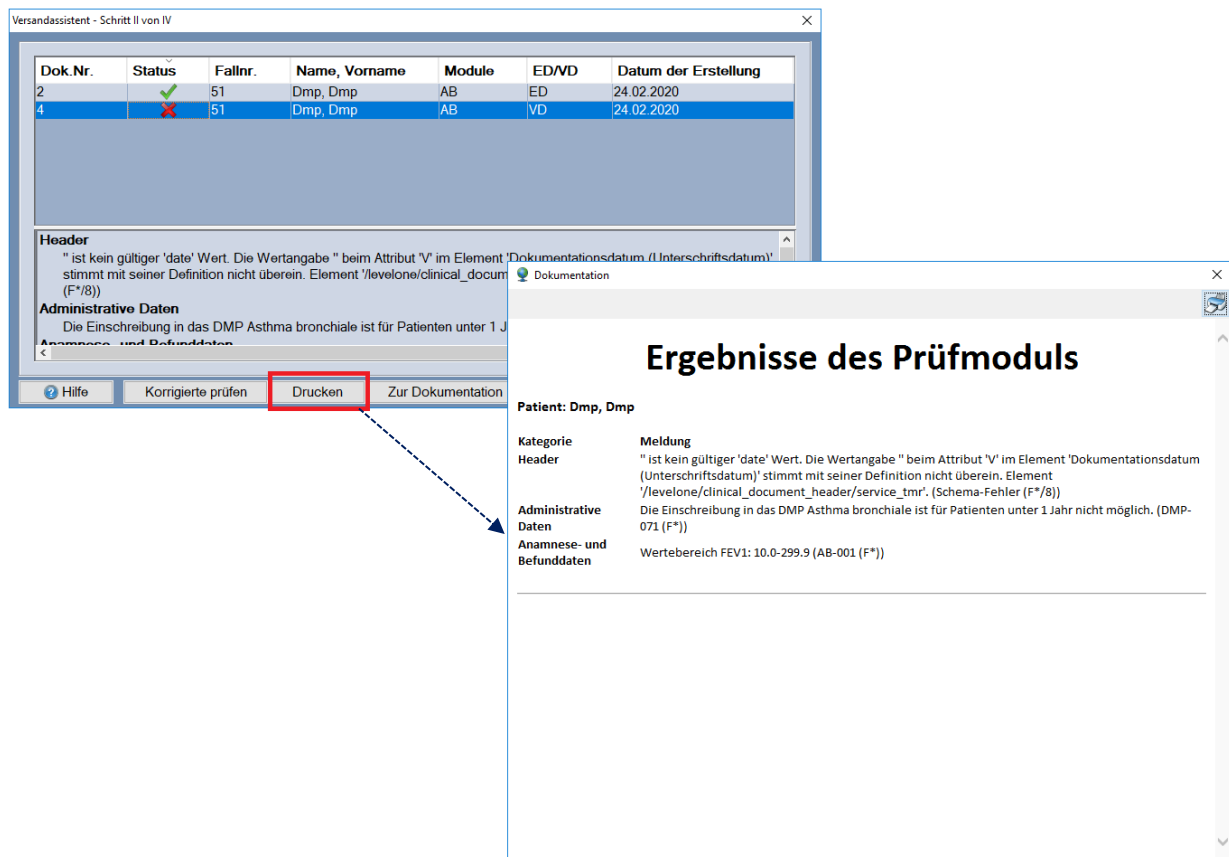 Versandassistent - Schritt II von IV
Dok.Nr. Status Fallnr. Name, Vorname Module ED/VD Datum der Erstellung
2 51 Dmp, Dmp AB ED 24.02.2020
4 51 Dmp, Dmp AB VD 24.02.2020
Header
'' ist kein gültiger 'date' Wert. Die Wertangabe '' beim Attribut 'V' im Element 'Dokumentationsdatum (Unterschriftsdatum)'
stimmt mit seiner Definition nicht überein. Element '/levelone/clinical_docum
(F*/8))
Administrative Daten
Die Einschreibung in das DMP Asthma bronchiale ist für Patienten unter 1 J
Anamnese- und Befunddaten
Hilfe Korrigierte prüfen Drucken Zur Dokumentation
Dokumentation
Ergebnisse des Prüfmoduls
Patient: Dmp, Dmp
Kategorie Meldung
Header '' ist kein gültiger 'date' Wert. Die Wertangabe '' beim Attribut 'V' im Element 'Dokumentationsdatum
(Unterschriftsdatum)' stimmt mit seiner Definition nicht überein. Element
'/levelone/clinical_document_header/service_tmr'. (Schema-Fehler (F*/8))
Administrative Die Einschreibung in das DMP Asthma bronchiale ist für Patienten unter 1 Jahr nicht möglich. (DMP-
Daten 071 (F*))
Anamnese- und
Befunddaten Wertebereich FEV1: 10.0-299.9 (AB-001 (F*))